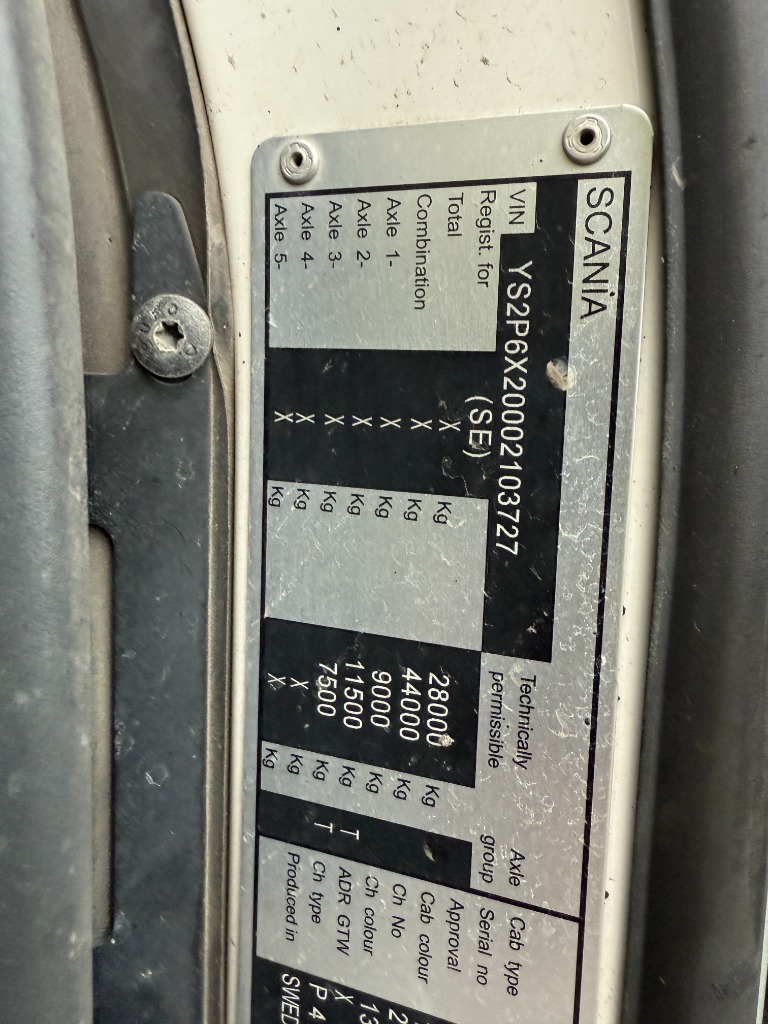 SCANIA
VIN YS2P6X20002103727 Technically Axle Cab type
Regist. for (SE) permissible group Serial no
Total X Kg 28000 Kg Approval
Combination X Kg 44000 Kg Cab colour
Axle 1- X Kg 9000 Kg Ch No 2
Axle 2- X Kg 11500 Kg T Ch colour 13
Axle 3- X Kg 7500 Kg T ADR GTW X
Axle 4- X Kg X Kg Ch type P 4
Axle 5- X Kg X Kg Produced in SWED